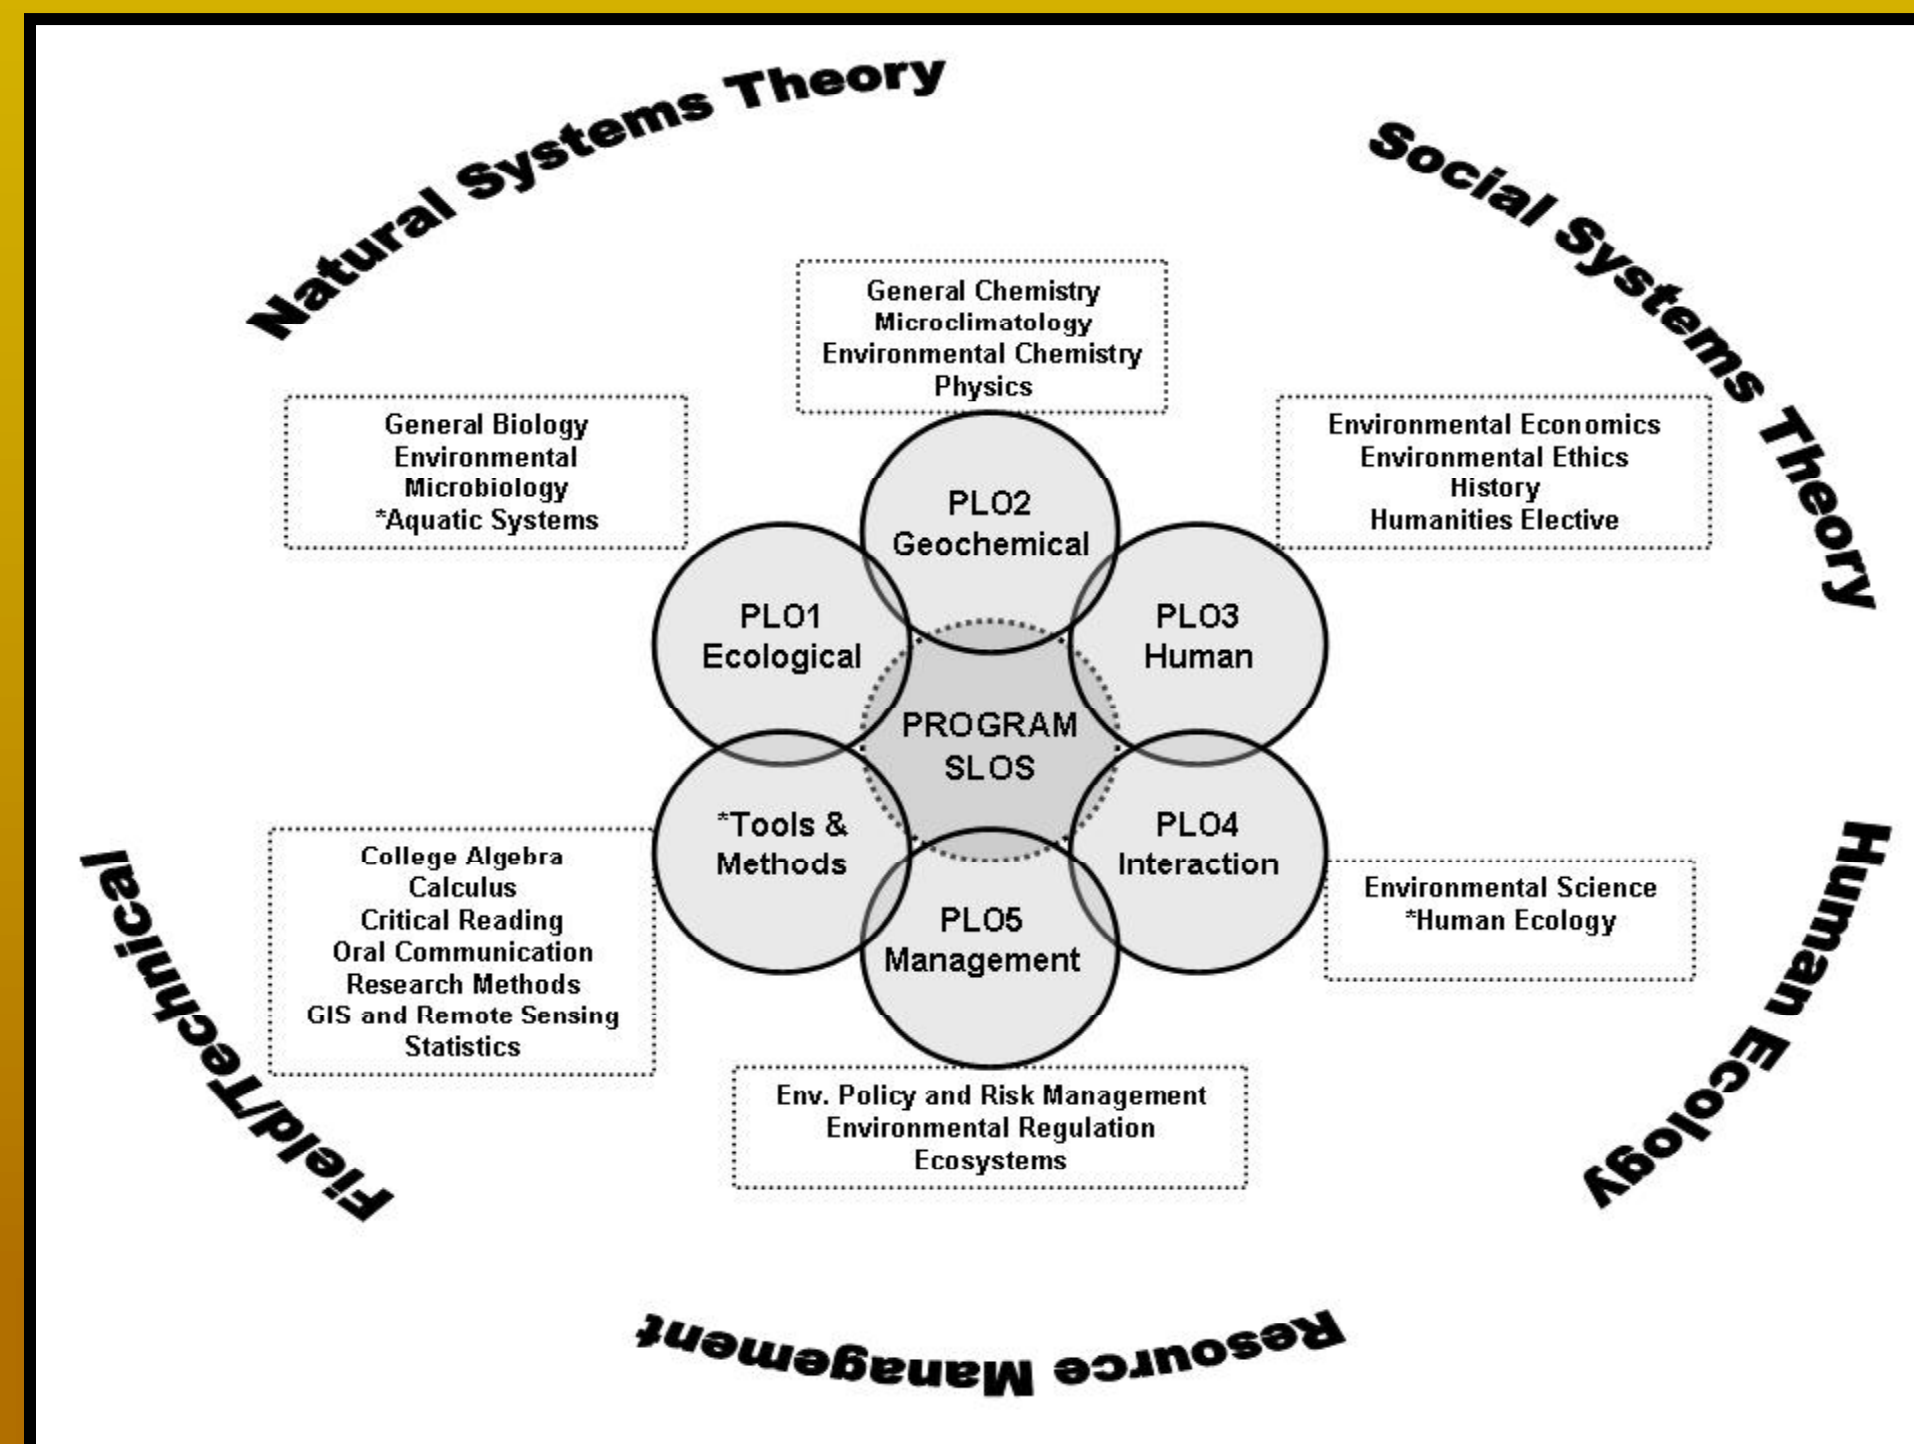 Natural Systems Theory
Social Systems Theory
General Chemistry
Microclimatology
Environmental Chemistry
Physics
General Biology
Environmental
Microbiology
*Aquatic Systems
Environmental Economics
Environmental Ethics
History
Humanities Elective
PLO2
Geochemical
PLO1
Ecological
PLO3
Human
PROGRAM
SLOS
*Tools &
Methods
PLO4
Interaction
PLO5
Management
College Algebra
Calculus
Critical Reading
Oral Communication
Research Methods
GIS and Remote Sensing
Statistics
Environmental Science
*Human Ecology
Env. Policy and Risk Management
Environmental Regulation
Ecosystems
Field/Technical
Human Ecology
Resource Management